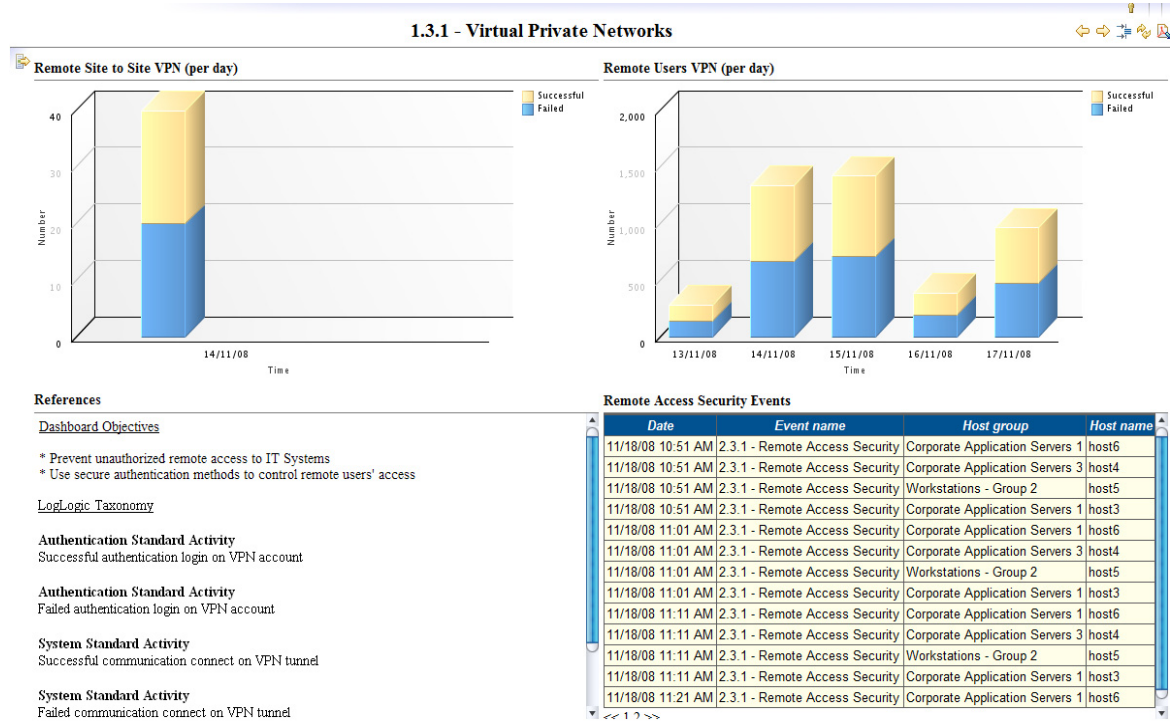 1.3.1 - Virtual Private Networks
Remote Site to Site VPN (per day)
Successful
Failed
40
30
20
10
0
Number
14/11/08
Time
Remote Users VPN (per day)
Successful
Failed
2,000
1,500
1,000
500
0
Number
13/11/08 14/11/08 15/11/08 16/11/08 17/11/08
Time
References
Dashboard Objectives
* Prevent unauthorized remote access to IT Systems
* Use secure authentication methods to control remote users' access
LogLogic Taxonomy
Authentication Standard Activity
Successful authentication login on VPN account
Authentication Standard Activity
Failed authentication login on VPN account
System Standard Activity
Successful communication connect on VPN tunnel
System Standard Activity
Failed communication connect on VPN tunnel
Remote Access Security Events
Date Event name Host group Host name
11/18/08 10:51 AM 2.3.1 - Remote Access Security Corporate Application Servers 1 host6
11/18/08 10:51 AM 2.3.1 - Remote Access Security Corporate Application Servers 3 host4
11/18/08 10:51 AM 2.3.1 - Remote Access Security Workstations - Group 2 host5
11/18/08 10:51 AM 2.3.1 - Remote Access Security Corporate Application Servers 1 host3
11/18/08 11:01 AM 2.3.1 - Remote Access Security Corporate Application Servers 1 host6
11/18/08 11:01 AM 2.3.1 - Remote Access Security Corporate Application Servers 3 host4
11/18/08 11:01 AM 2.3.1 - Remote Access Security Workstations - Group 2 host5
11/18/08 11:01 AM 2.3.1 - Remote Access Security Corporate Application Servers 1 host3
11/18/08 11:11 AM 2.3.1 - Remote Access Security Corporate Application Servers 1 host6
11/18/08 11:11 AM 2.3.1 - Remote Access Security Corporate Application Servers 3 host4
11/18/08 11:11 AM 2.3.1 - Remote Access Security Workstations - Group 2 host5
11/18/08 11:11 AM 2.3.1 - Remote Access Security Corporate Application Servers 1 host3
11/18/08 11:21 AM 2.3.1 - Remote Access Security Corporate Application Servers 1 host6
<< 1 2 >>